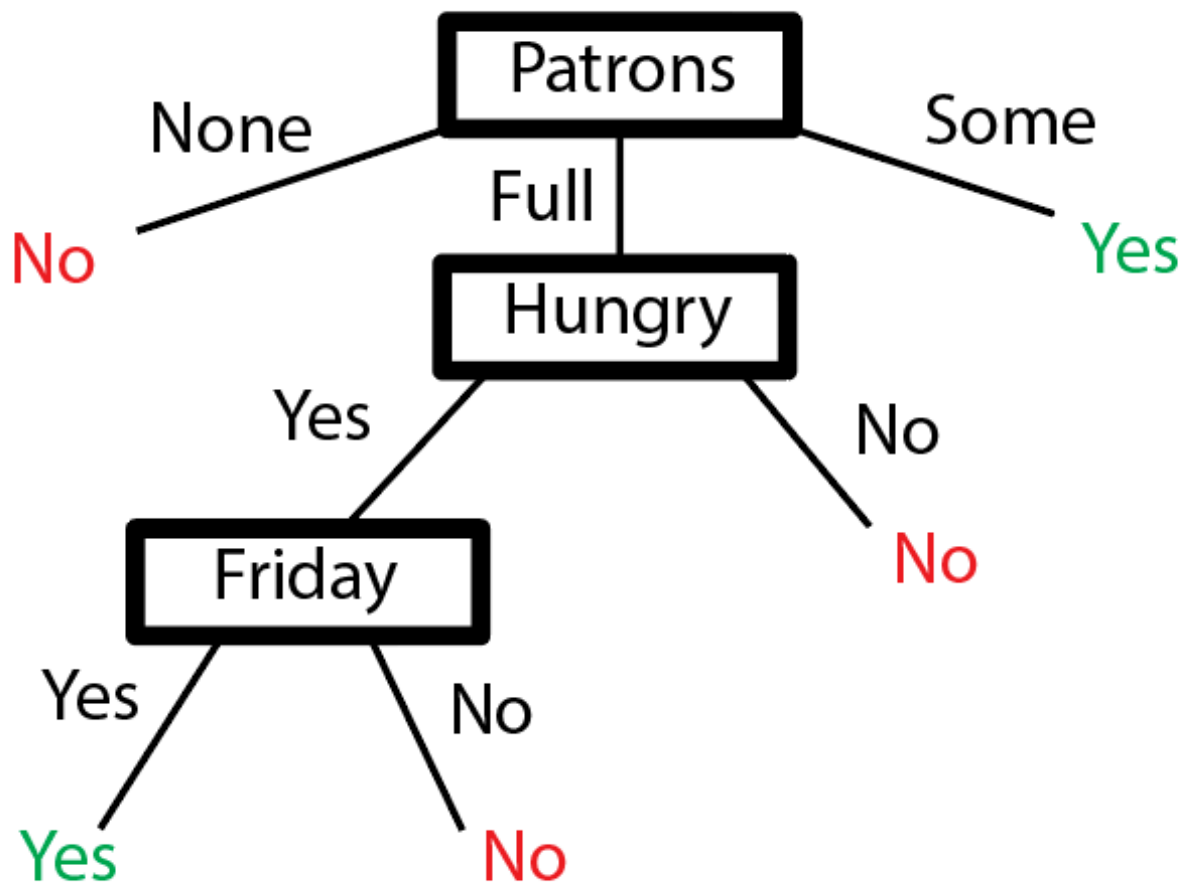 Patrons
None
Some
Full
No
Yes
Hungry
Yes
No
Friday
No
Yes
No
Yes
No